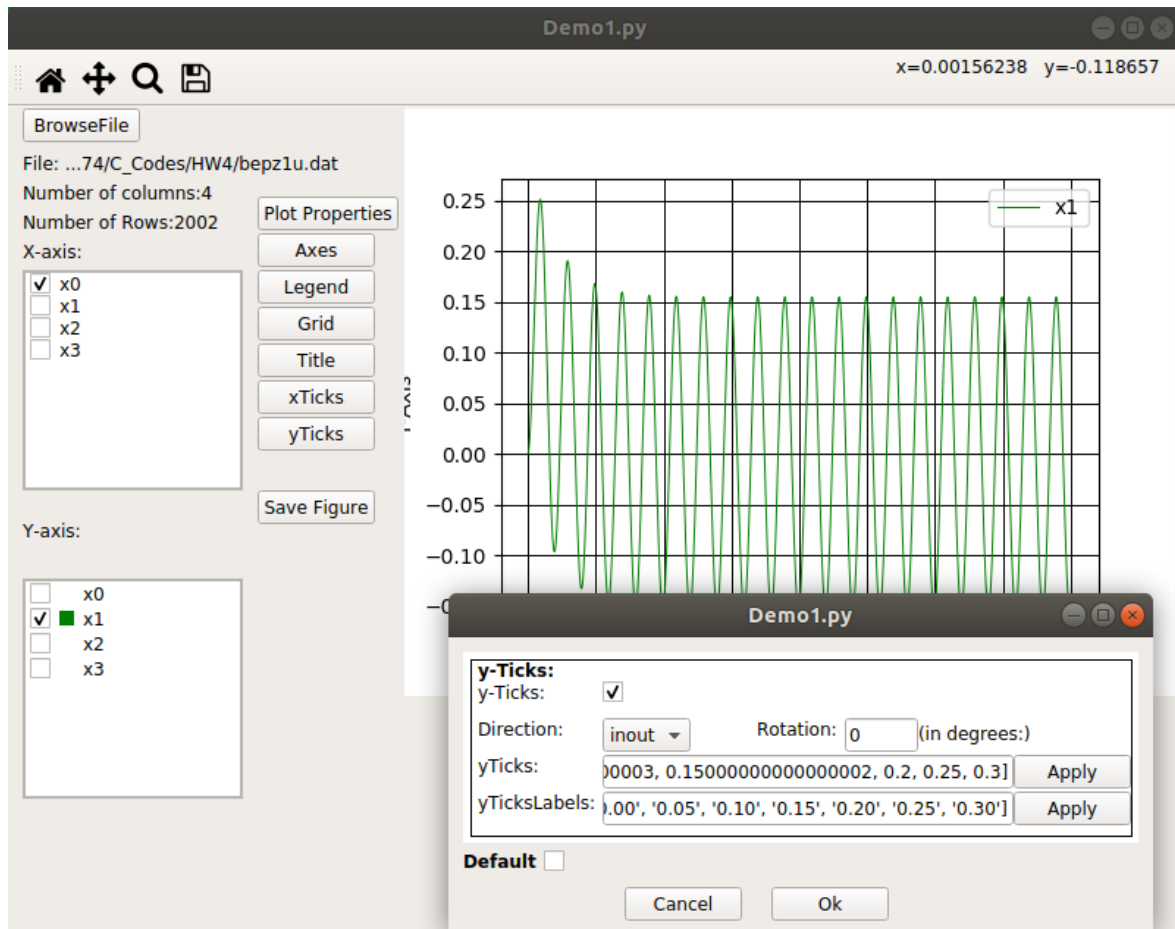 Demo1.py
x=0.00156238 y=-0.118657
BrowseFile
File: ...74/C_Codes/HW4/bepz1u.dat
Number of columns:4
Number of Rows:2002
X-axis:
x0
x1
x2
x3
Plot Properties
Axes
Legend
Grid
Title
xTicks
yTicks
Save Figure
Y-axis:
x0
x1
x2
x3
x1
0.25
0.20
0.15
0.10
0.05
0.00
−0.05
−0.10
Demo1.py
y-Ticks:
y-Ticks:
Direction: inout Rotation: 0 (in degrees:)
yTicks: 00003, 0.15000000000000002, 0.2, 0.25, 0.3] Apply
yTicksLabels: .00', '0.05', '0.10', '0.15', '0.20', '0.25', '0.30'] Apply
Default
Cancel Ok